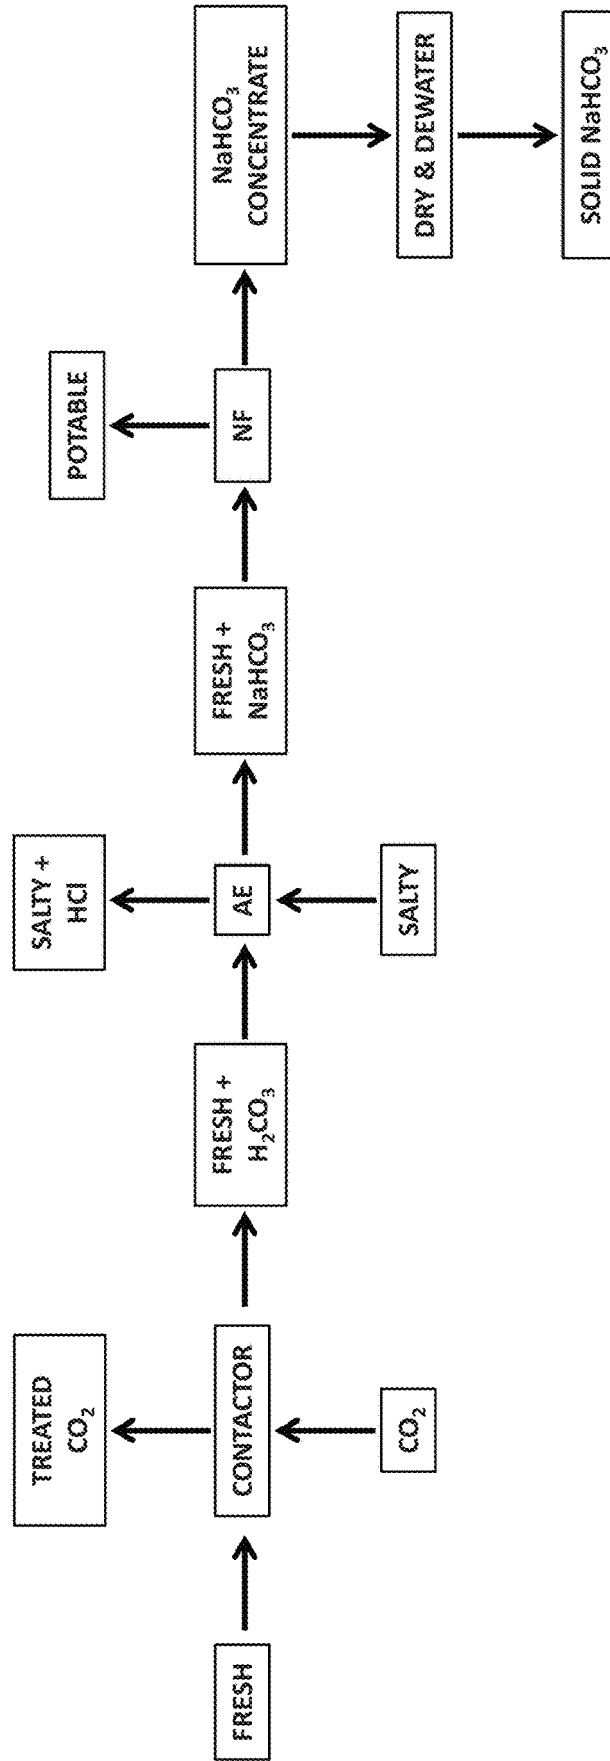 FRESH
CONTACTOR
TREATED
CO₂
CO₂
FRESH +
H₂CO₃
AE
SALTY +
HCl
SALTY
FRESH +
NaHCO₃
NF
POTABLE
NaHCO₃
CONCENTRATE
DRY & DEWATER
SOLID NaHCO₃